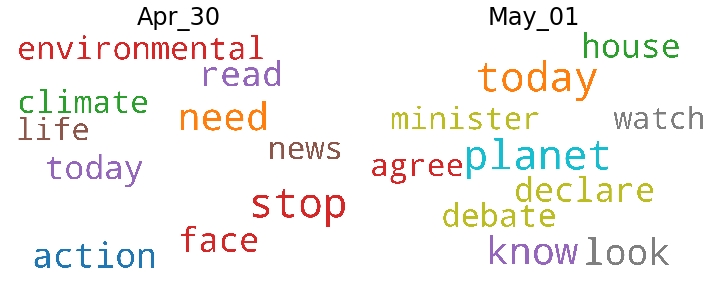 Apr_30
environmental
read
climate
need
life
news
today
stop
face
action
May_01
house
today
minister
watch
agree
planet
declare
debate
know
look